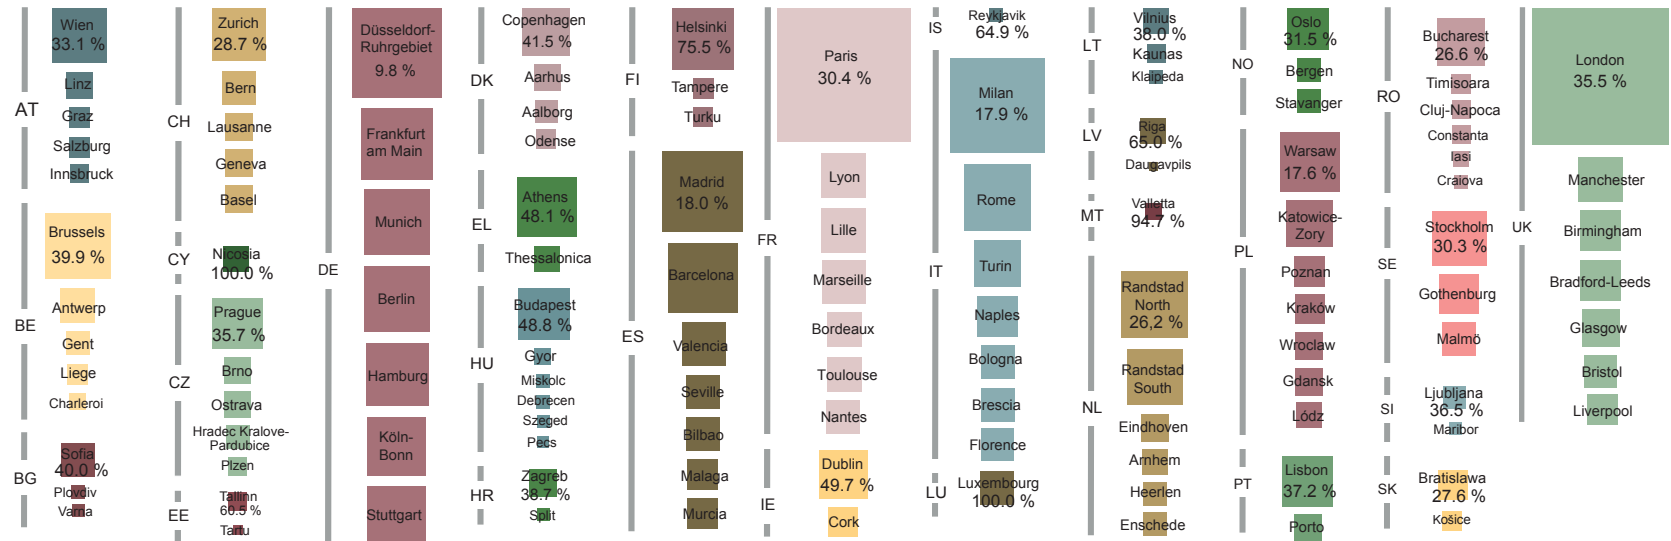 AT
Wien
33.1 %
Linz
Graz
Salzburg
Innsbruck
BE
Brussels
39.9 %
Antwerp
Gent
Liege
Charleroi
BG
Sofia
40.0 %
Plovdiv
Varna
CH
Zurich
28.7 %
Bern
Lausanne
Geneva
Basel
CY
Nicosia
100.0 %
CZ
Prague
35.7 %
Brno
Ostrava
Hradec Kralove-
Pardubice
Plzen
EE
Tallinn
60.5 %
Tartu
DE
Düsseldorf-
Ruhrgebiet
9.8 %
Frankfurt
am Main
Munich
Berlin
Hamburg
Köln-
Bonn
Stuttgart
DK
Copenhagen
41.5 %
Aarhus
Aalborg
Odense
EL
Athens
48.1 %
Thessalonica
HU
Budapest
48.8 %
Gyor
Miskolc
Debrecen
Szeged
Pecs
HR
Zagreb
38.7 %
Split
FI
Helsinki
75.5 %
Tampere
Turku
ES
Madrid
18.0 %
Barcelona
Valencia
Seville
Bilbao
Malaga
Murcia
FR
Paris
30.4 %
Lyon
Lille
Marseille
Bordeaux
Toulouse
Nantes
IE
Dublin
49.7 %
Cork
IS
Reykjavik
64.9 %
IT
Milan
17.9 %
Rome
Turin
Naples
Bologna
Brescia
Florence
LU
Luxembourg
100.0 %
LT
Vilnius
38.0 %
Kaunas
Klaipeda
LV
Riga
65.0 %
Daugavpils
MT
Valletta
94.7 %
NL
Randstad
North
26,2 %
Randstad
South
Eindhoven
Arnhem
Heerlen
Enschede
NO
Oslo
31.5 %
Bergen
Stavanger
PL
Warsaw
17.6 %
Katowice-
Zory
Poznan
Kraków
Wroclaw
Gdansk
Lódz
PT
Lisbon
37.2 %
Porto
RO
Bucharest
26.6 %
Timisoara
Cluj-Napoca
Constanta
Iasi
Craiova
SE
Stockholm
30.3 %
Gothenburg
Malmö
SI
Ljubljana
36.5 %
Maribor
SK
Bratislawa
27.6 %
Košice
UK
London
35.5 %
Manchester
Birmingham
Bradford-Leeds
Glasgow
Bristol
Liverpool